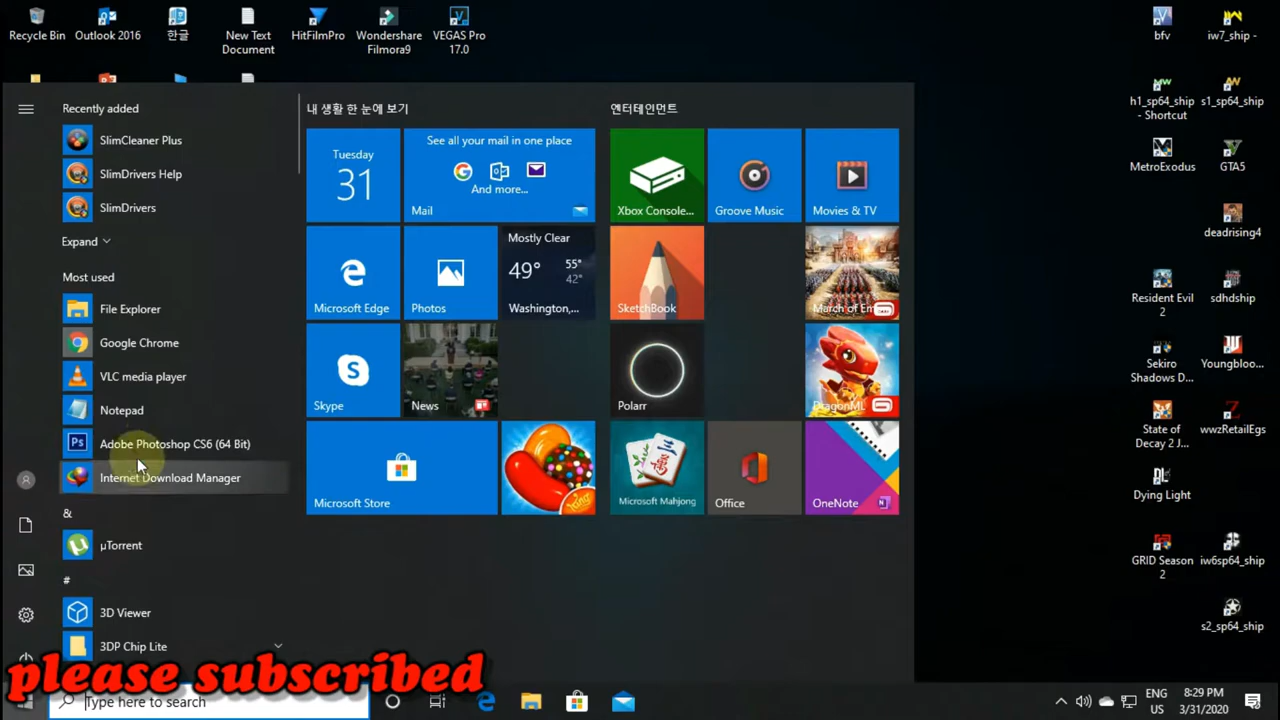 Recycle Bin
Outlook 2016
한글
New Text
Document
HitFilmPro
Wondershare
Filmora9
VEGAS Pro
17.0
bfv
iw7_ship -
h1_sp64_ship
- Shortcut
s1_sp64_ship
MetroExodus
GTA5
deadrising4
Resident Evil
2
sdhdship
Sekiro
Shadows D...
Youngbloo...
State of
Decay 2 J...
wwzRetailEgs
Dying Light
GRID Season
2
iw6sp64_ship
s2_sp64_ship
Recently added
SlimCleaner Plus
SlimDrivers Help
SlimDrivers
Expand
Most used
File Explorer
Google Chrome
VLC media player
Notepad
Ps
Adobe Photoshop CS6 (64 Bit)
Internet Download Manager
&
µTorrent
#
3D Viewer
3DP Chip Lite
내 생활 한 눈에 보기
Tuesday
31
See all your mail in one place
And more...
Mail
Microsoft Edge
Photos
Mostly Clear
49°
55°
42°
Washington,...
Skype
News
Microsoft Store
King
엔터테인먼트
Xbox Console...
Groove Music
Movies & TV
SketchBook
March of Em
Polarr
DragonML
Microsoft Mahjong
Office
OneNote
please subscribed
Type here to search
ENG
US
8:29 PM
3/31/2020